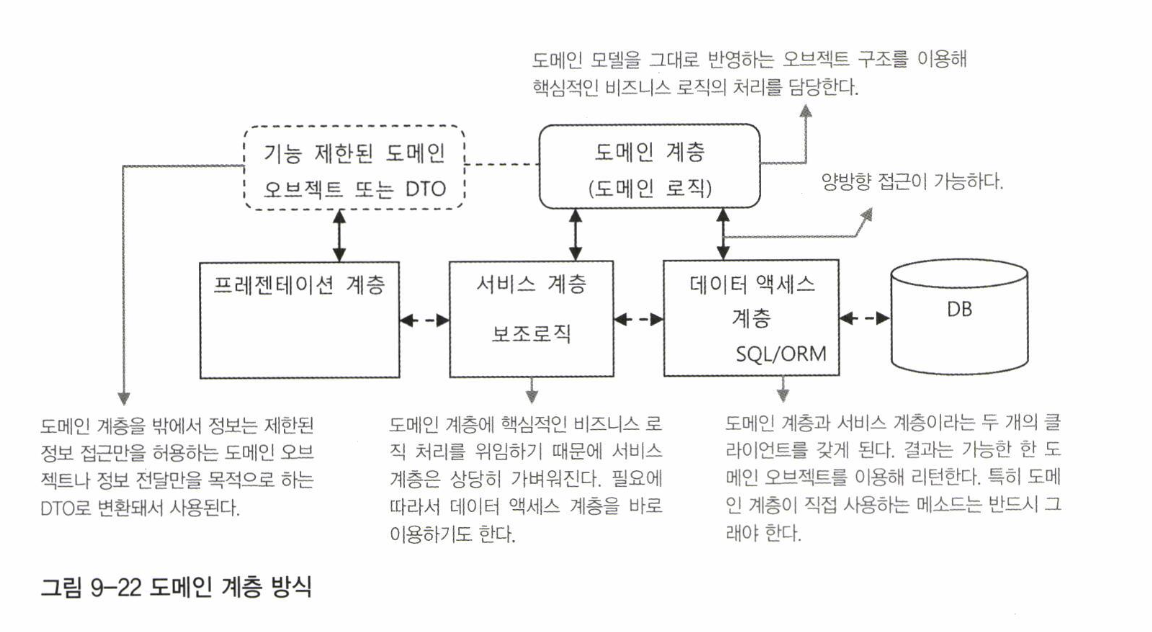 도메인 모델을 그대로 반영하는 오브젝트 구조를 이용해
핵심적인 비즈니스 로직의 처리를 담당한다.
기능 제한된 도메인
오브젝트 또는 DTO
도메인 계층
(도메인 로직)
양방향 접근이 가능하다.
프레젠테이션 계층
서비스 계층
보조로직
데이터 액세스
계층
SQL/ORM
DB
도메인 계층을 밖에서 정보는 제한된
정보 접근만을 허용하는 도메인 오브
젝트나 정보 전달만을 목적으로 하는
DTO로 변환돼서 사용된다.
도메인 계층에 핵심적인 비즈니스 로
직 처리를 위임하기 때문에 서비스
계층은 상당히 가벼워진다. 필요에
따라서 데이터 액세스 계층을 바로
이용하기도 한다.
도메인 계층과 서비스 계층이라는 두 개의 클
라이언트를 갖게 된다. 결과는 가능한 한 도
메인 오브젝트를 이용해 리턴한다. 특히 도메
인 계층이 직접 사용하는 메소드는 반드시 그
래야 한다.
그림 9-22 도메인 계층 방식